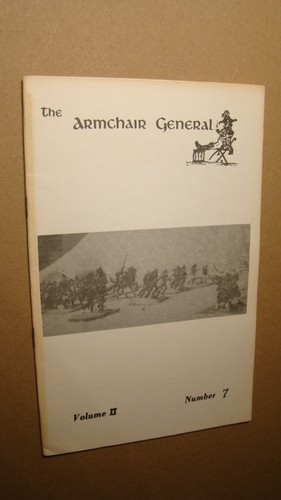 The Armchair General
Volume II
Number 7